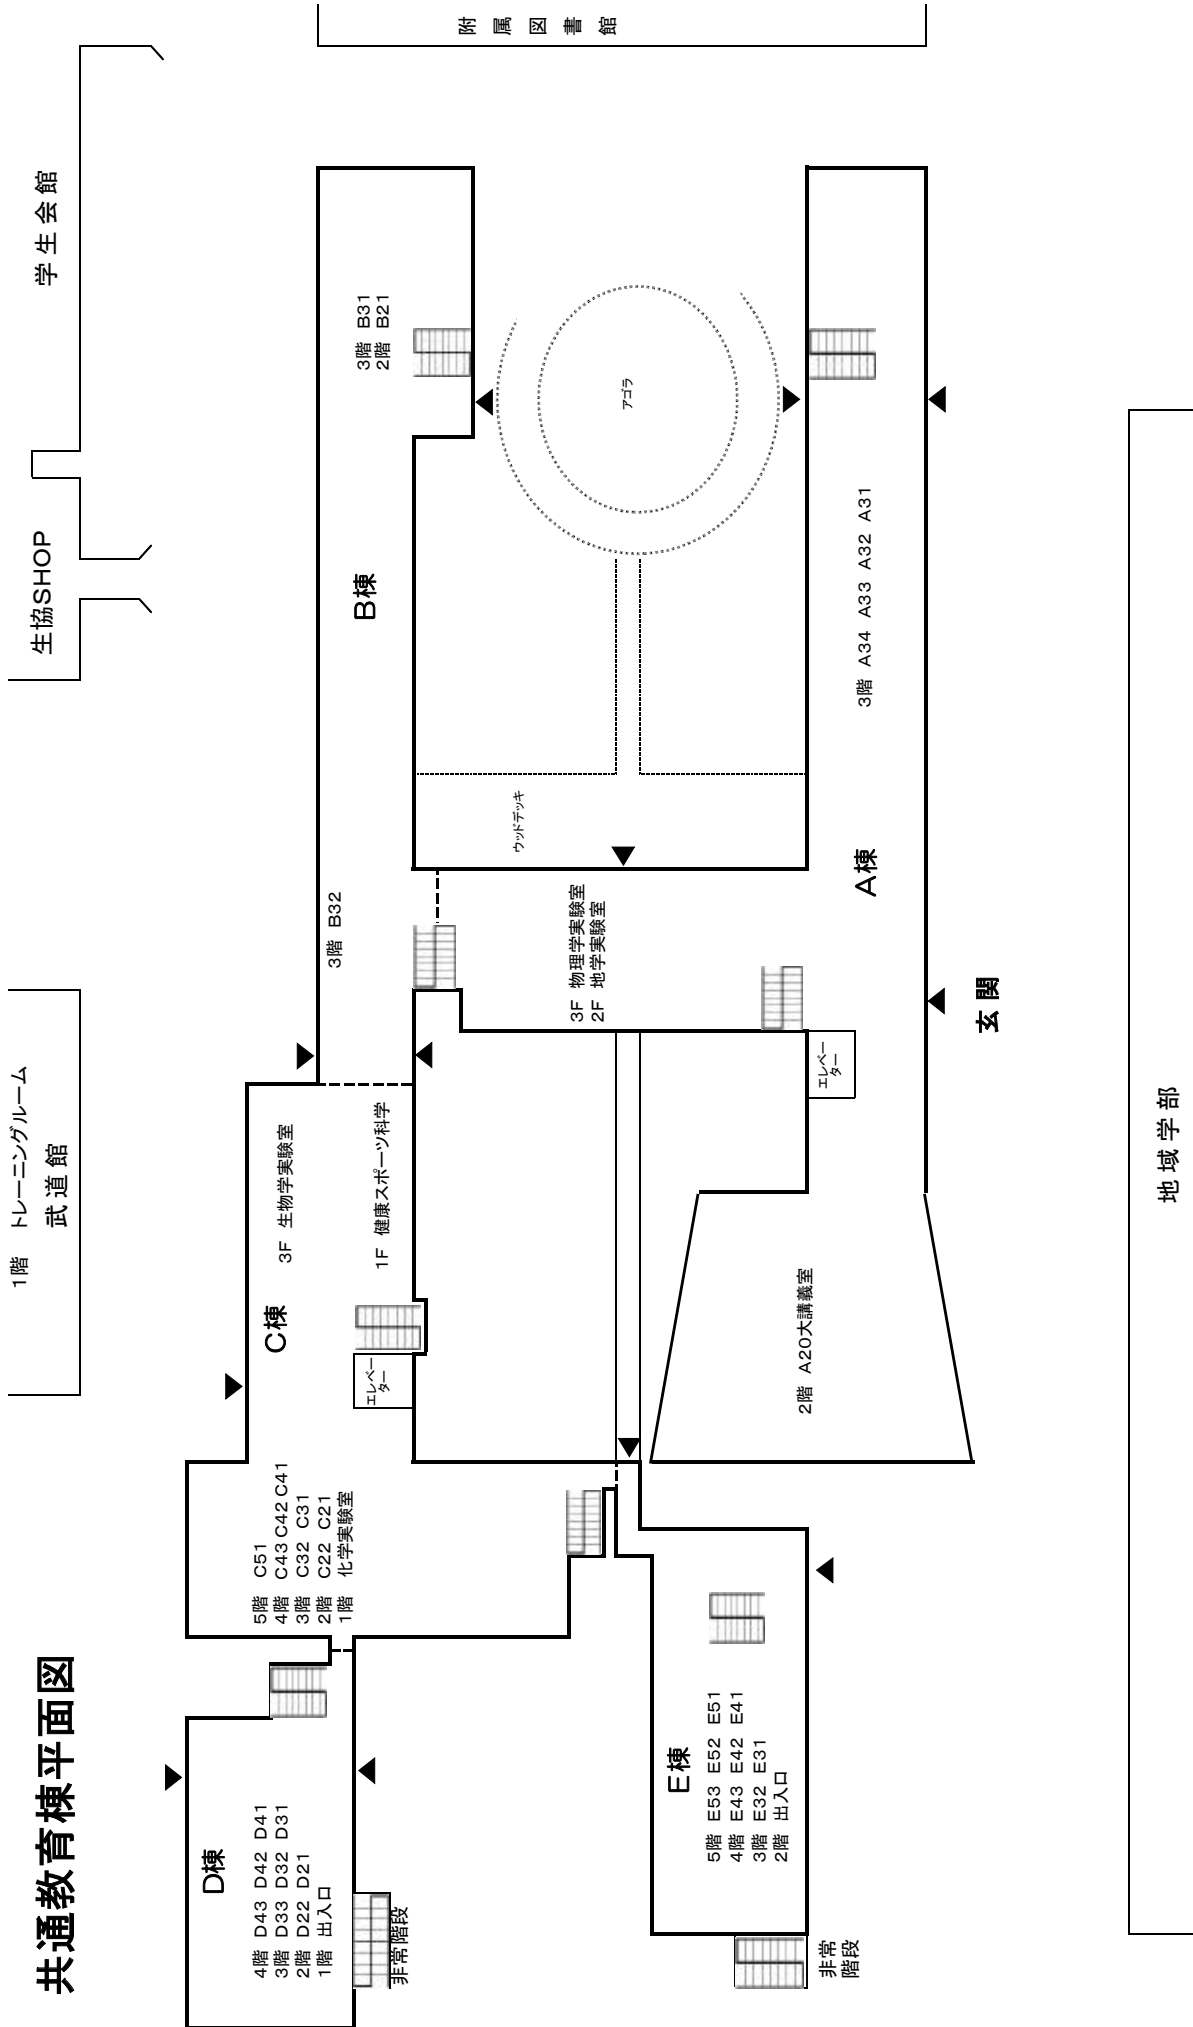 共通教育棟平面図
1階 トレーニングルーム
武道館
生協SHOP
学生会館
附属図書館
D棟
4階 D43 D42 D41
3階 D33 D32 D31
2階 D22 D21
1階 出入口
非常階段
C棟
5階 C51
4階 C43 C42 C41
3階 C32 C31
2階 C22 C21
1階 化学実験室
エレベー
ター
3F 生物学実験室
1F 健康スポーツ科学
B棟
3階 B32
3階 B31
2階 B21
3F 物理学実験室
2F 地学実験室
ウッドデッキ
アゴラ
E棟
5階 E53 E52 E51
4階 E43 E42 E41
3階 E32 E31
2階 出入口
非常
階段
2階 A20大講義室
エレベー
ター
A棟
3階 A34 A33 A32 A31
玄関
地域学部